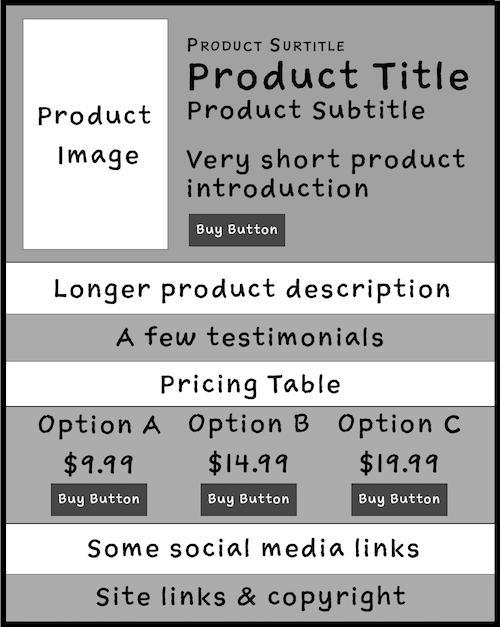 Product
Image
Product Surtitle
Product Title
Product Subtitle
Very short product
introduction
Buy Button
Longer product description
A few testimonials
Pricing Table
Option A
Option B
Option C
$9.99
$14.99
$19.99
Buy Button
Buy Button
Buy Button
Some social media links
Site links & copyright